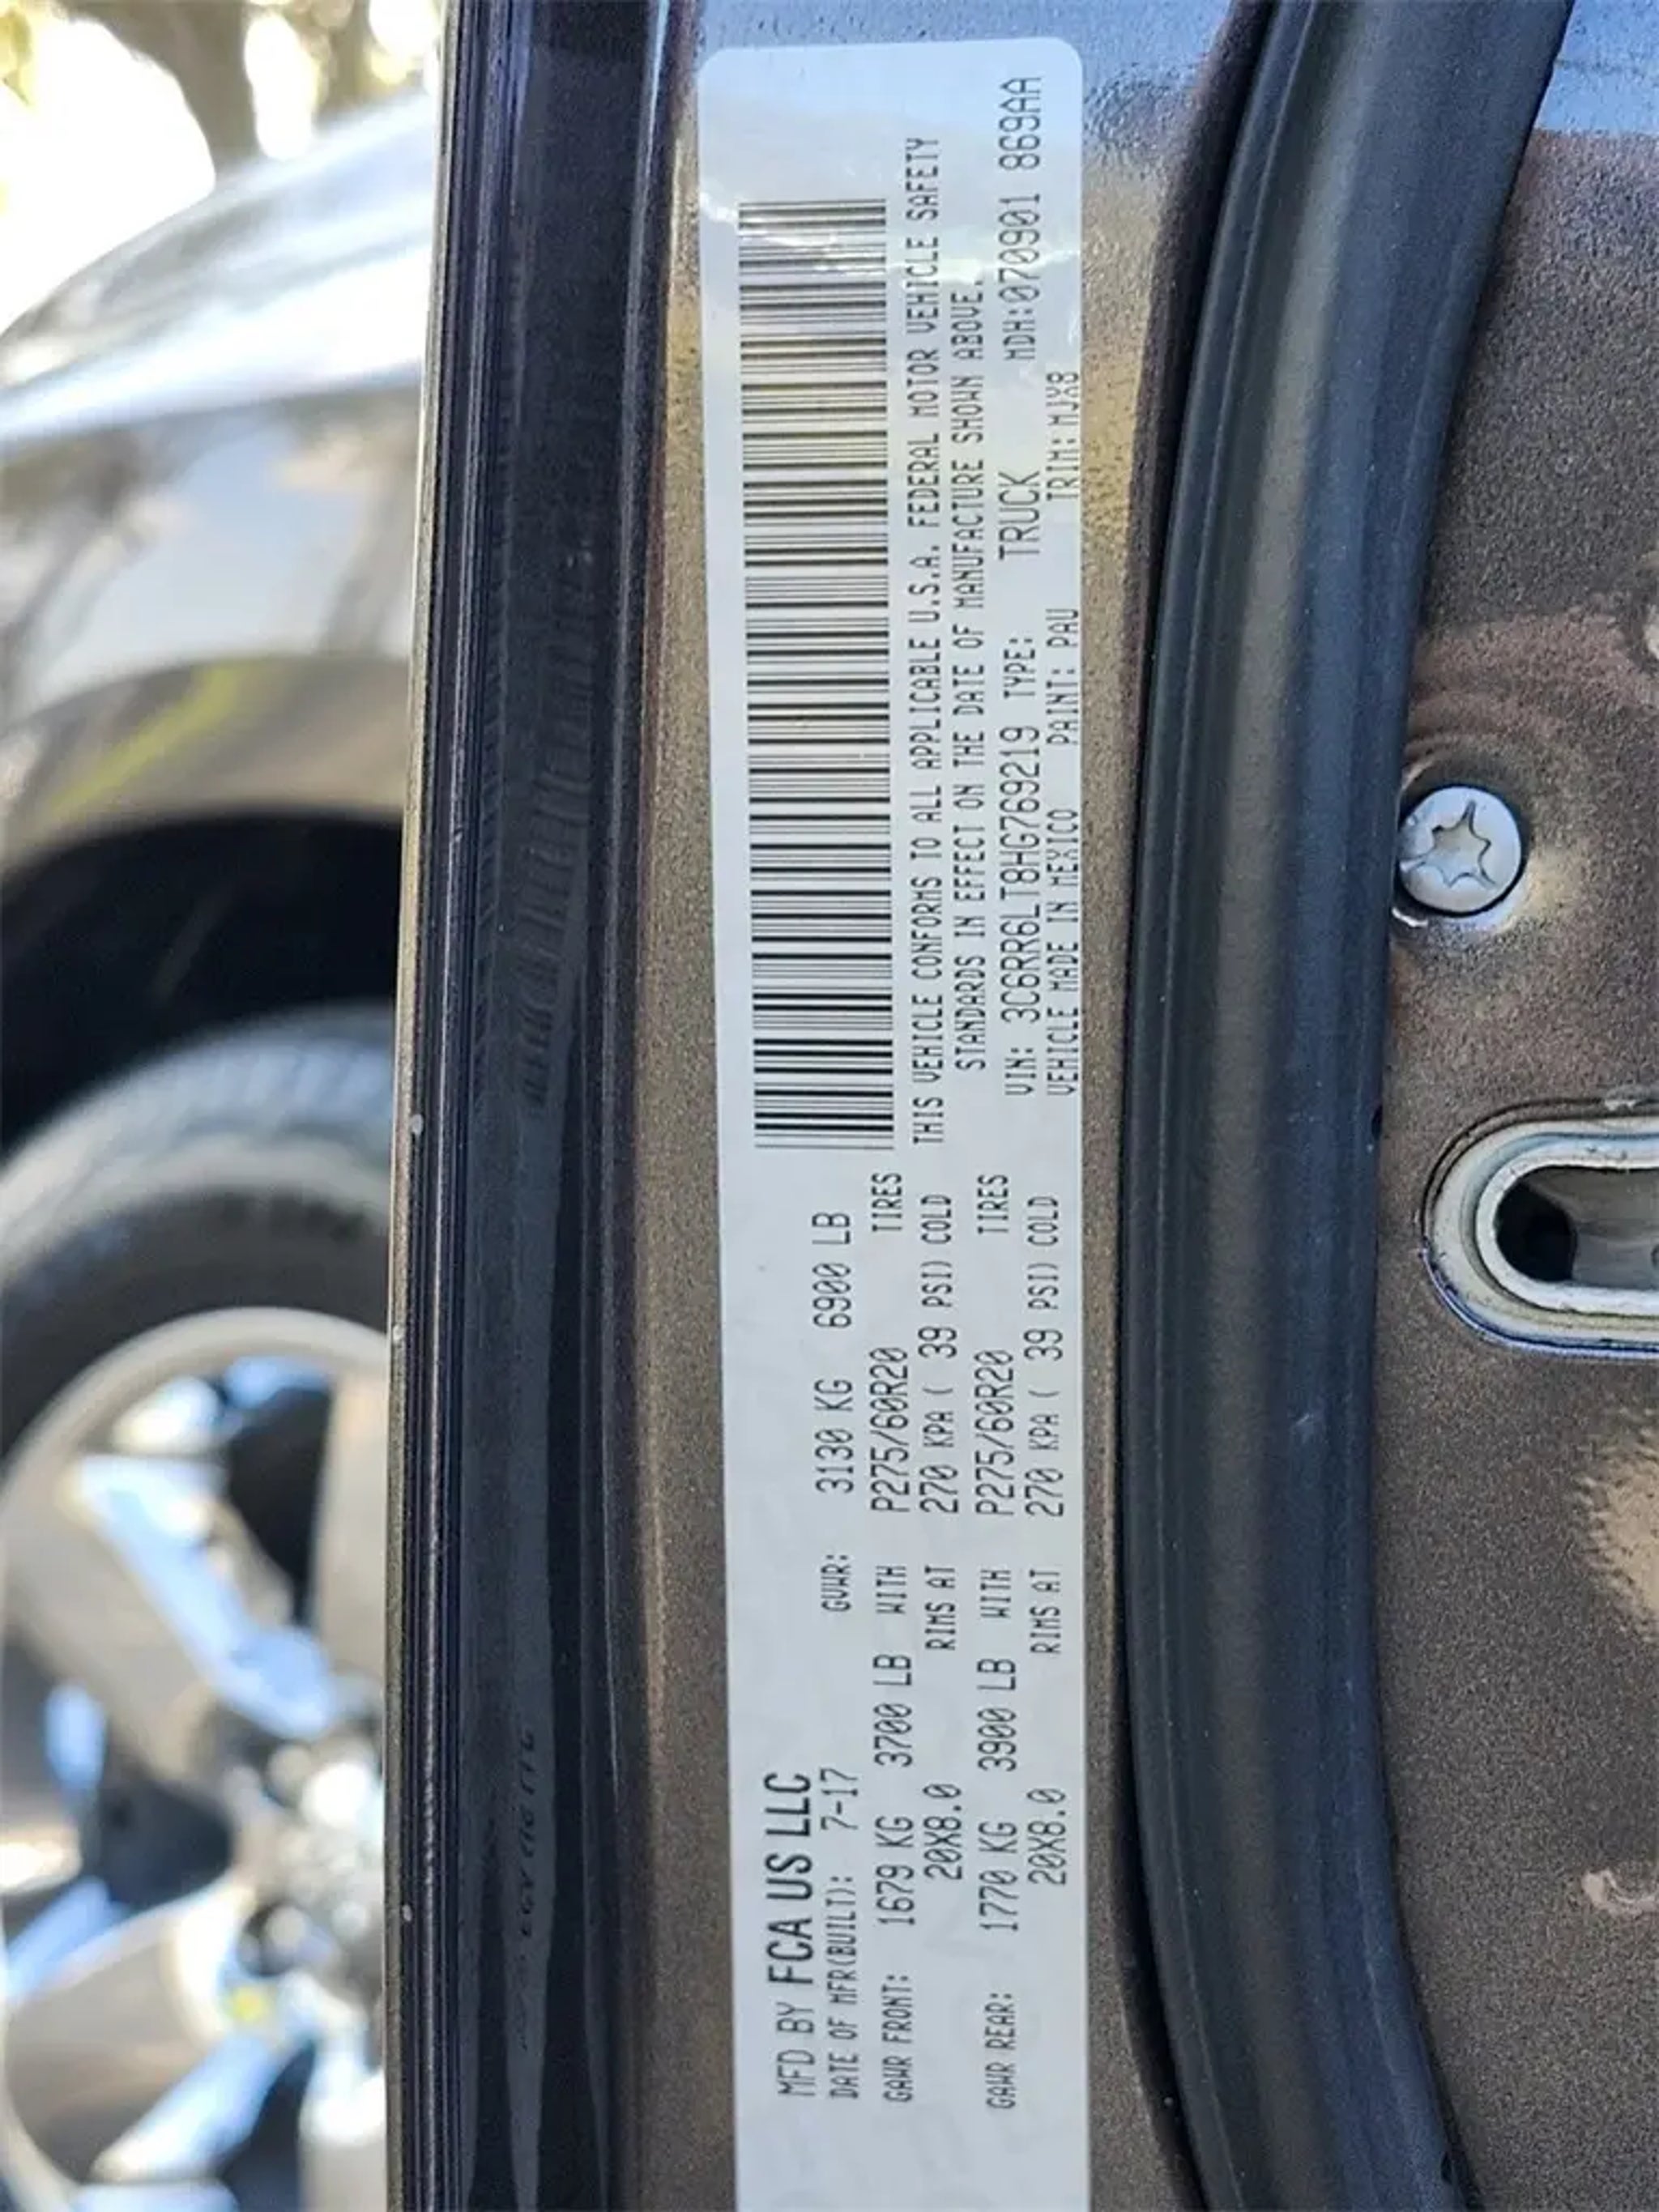 MFD BY FCA US LLC
DATE OF MFR(BUILT): 7-17 GVWR: 3130 KG 6900 LB
GAWR FRONT: 1679 KG 3700 LB WITH P275/60R20 TIRES
20X8.0 RIMS AT 270 KPA ( 39 PSI) COLD
GAWR REAR: 1770 KG 3900 LB WITH P275/60R20 TIRES
20X8.0 RIMS AT 270 KPA ( 39 PSI) COLD
THIS VEHICLE CONFORMS TO ALL APPLICABLE U.S.A. FEDERAL MOTOR VEHICLE SAFETY
STANDARDS IN EFFECT ON THE DATE OF MANUFACTURE SHOWN ABOVE.
VIN: 3C6RR6LT8HG769219 TYPE: TRUCK MDH:070901 869AA
VEHICLE MADE IN MEXICO PAINT: PAU TRIM: MJX8